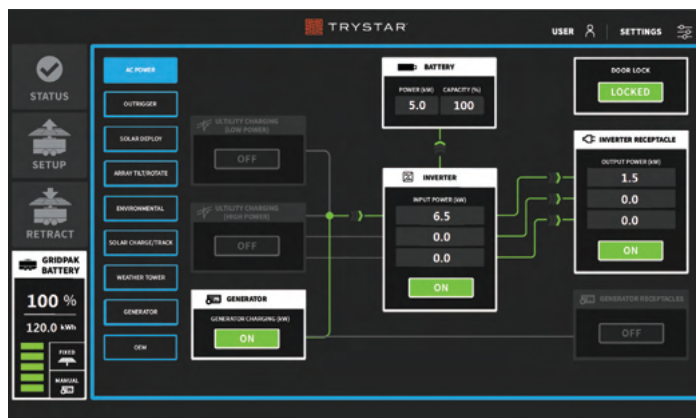 TRYSTAR
USER
SETTINGS
STATUS
SETUP
RETRACT
GRIDPAK
BATTERY
100 %
120.0 kWh
FIXED
MANUAL
AC POWER
OUTRIGGER
SOLAR DEPLOY
ARRAY TILT/ROTATE
ENVIRONMENTAL
SOLAR CHARGE/TRACK
WEATHER TOWER
GENERATOR
OEM
ULTILITY CHARGING
(LOW POWER)
OFF
ULTILITY CHARGING
(HIGH POWER)
OFF
GENERATOR
GENERATOR CHARGING (kW)
ON
BATTERY
POWER (kW) CAPACITY (%)
5.0 100
INVERTER
INPUT POWER (kW)
6.5
0.0
0.0
ON
DOOR LOCK
LOCKED
INVERTER RECEPTACLE
OUTPUT POWER (kW)
1.5
0.0
0.0
ON
GENERATOR RECEPTACLES
OFF